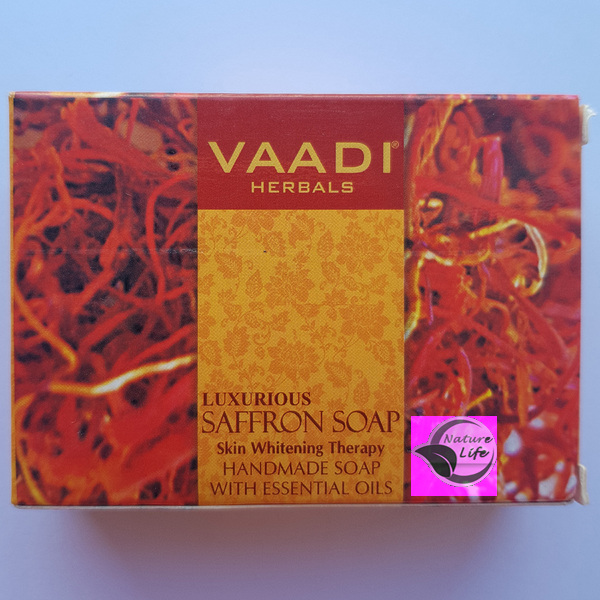 VAADI®
HERBALS
LUXURIOUS
SAFFRON SOAP
Skin Whitening Therapy
HANDMADE SOAP
WITH ESSENTIAL OILS
Nature
Life